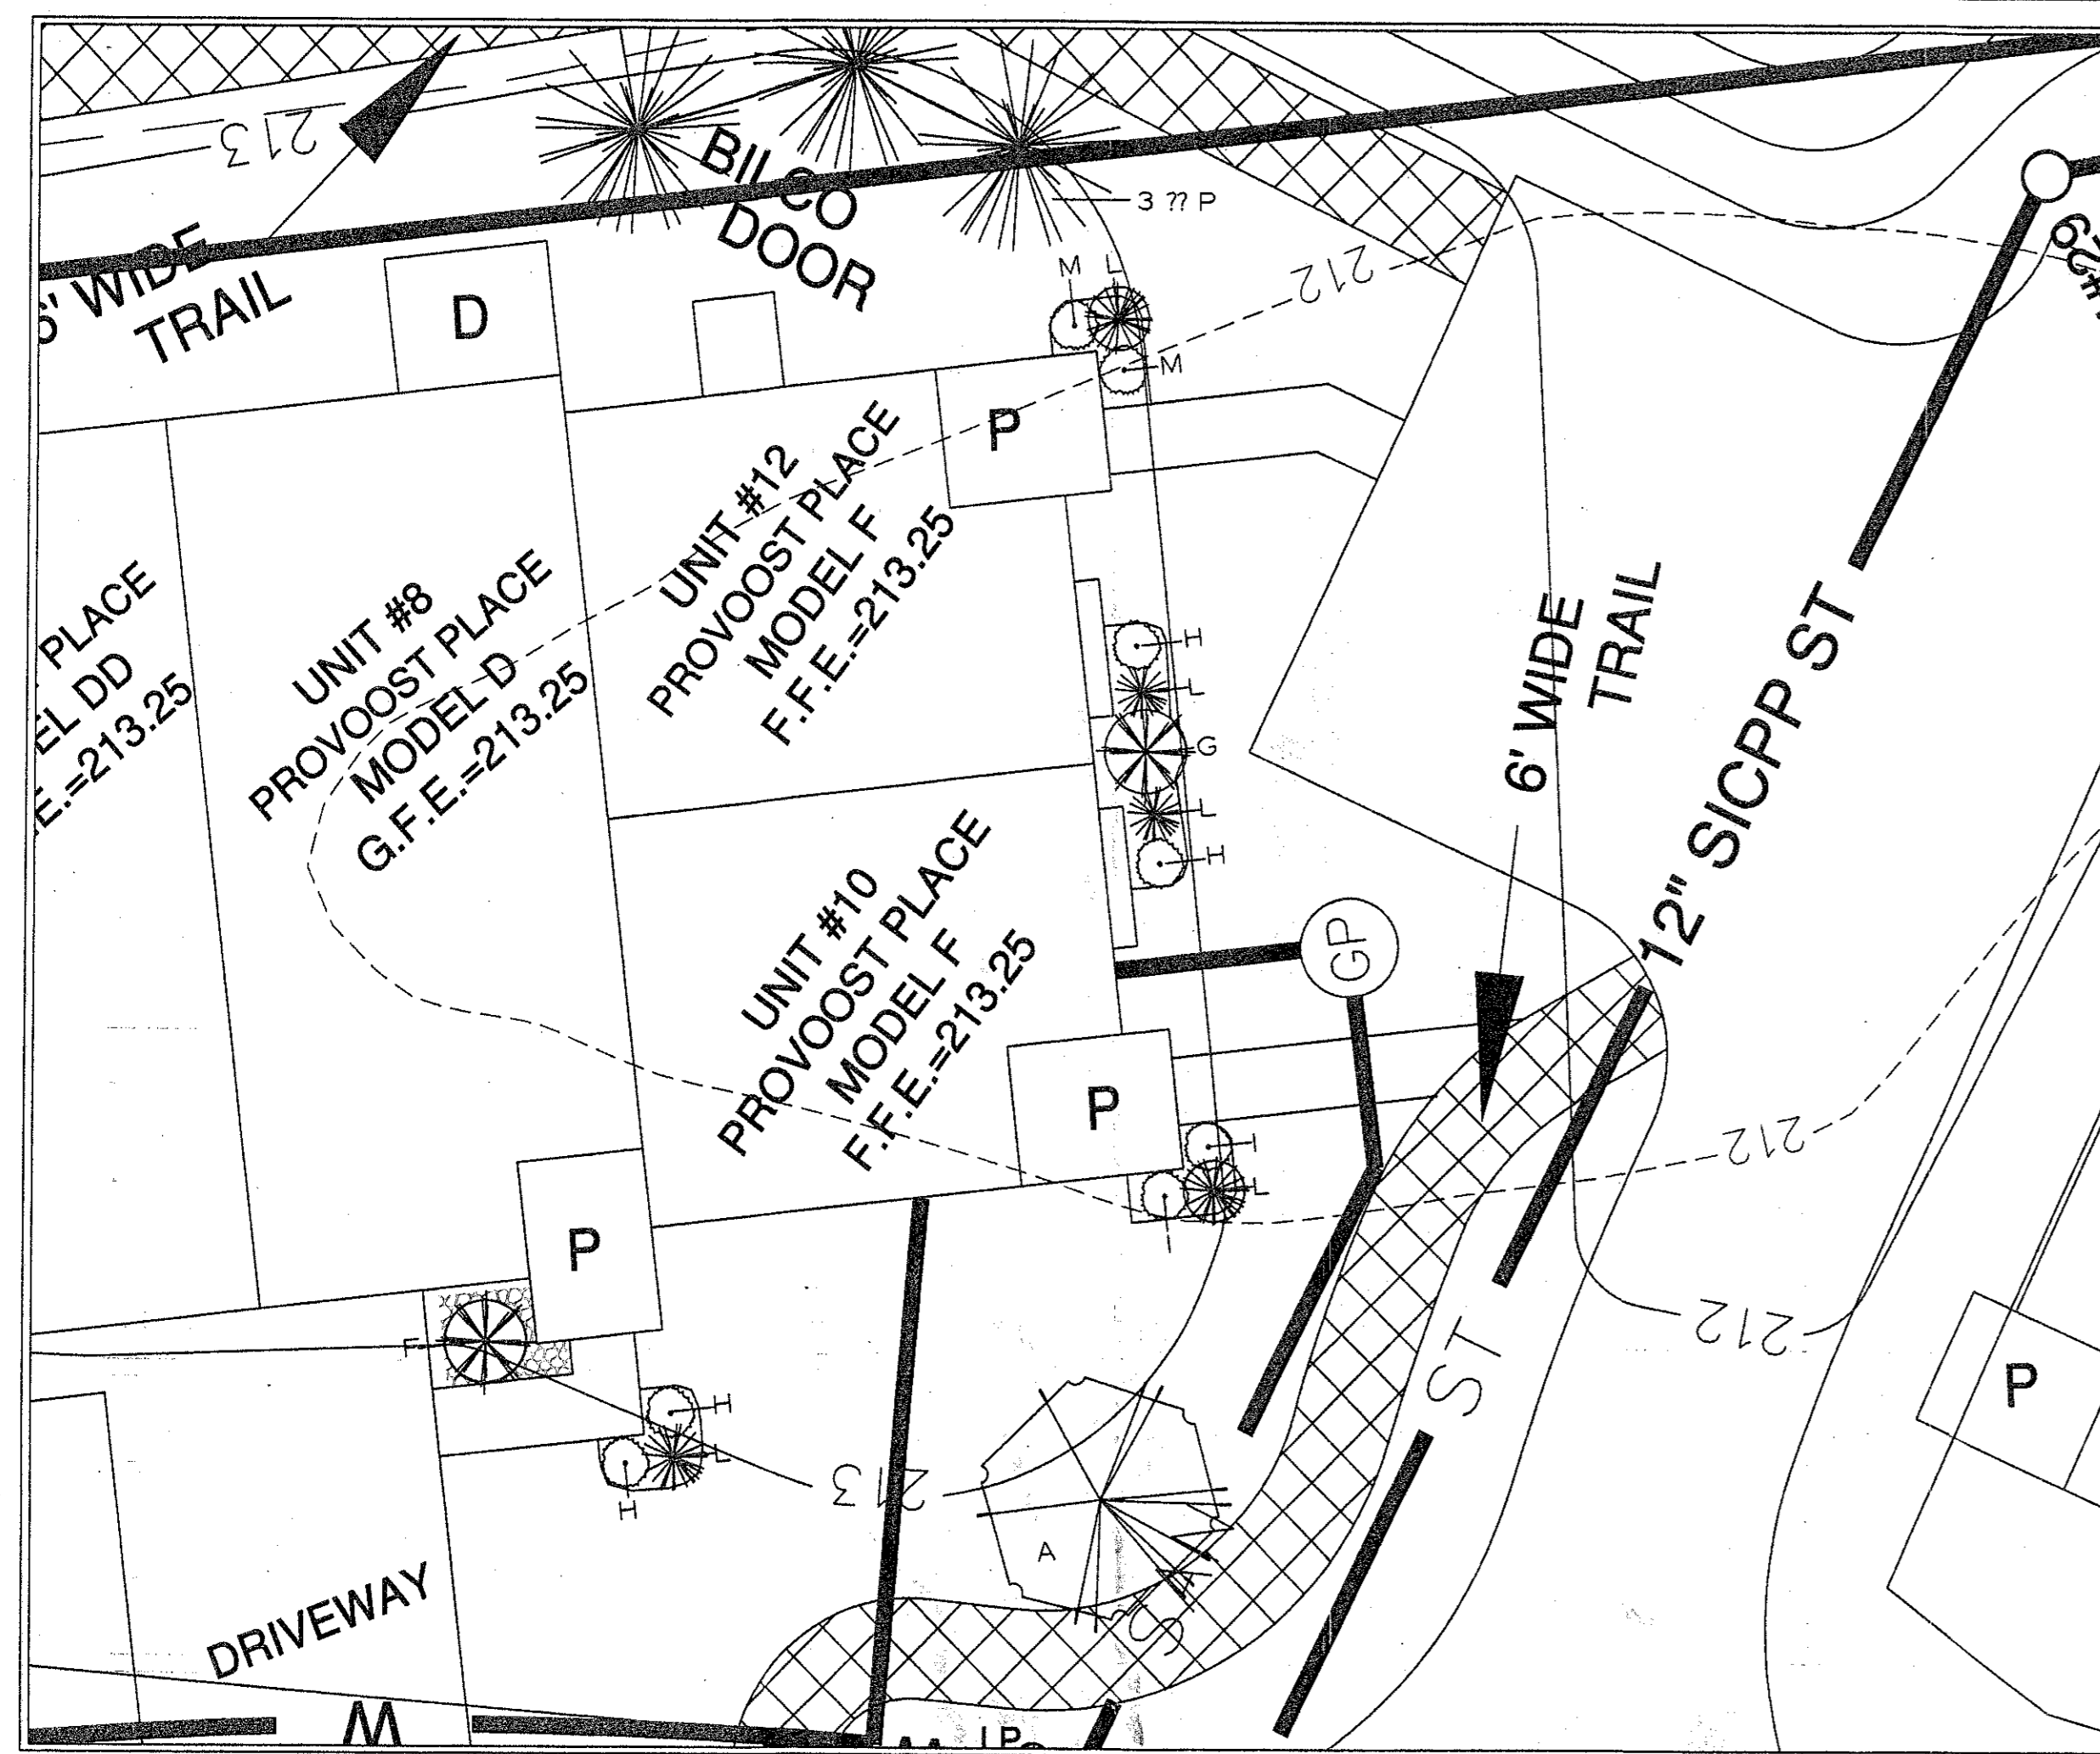 213
BILCO
DOOR
3 ?? P
6' WIDE
TRAIL
D
M
L
M
212
P
UNIT #12
PROVOOST PLACE
MODEL F
F.F.E.=213.25
UNIT #8
PROVOOST PLACE
MODEL D
G.F.E.=213.25
PLACE
EL DD
.E.=213.25
H
L
G
L
H
6' WIDE
TRAIL
12" SICPP ST
UNIT #10
PROVOOST PLACE
MODEL F
F.F.E.=213.25
GP
P
I
L
I
212
212
P
P
F
H
L
H
213
ST
A
DRIVEWAY
W